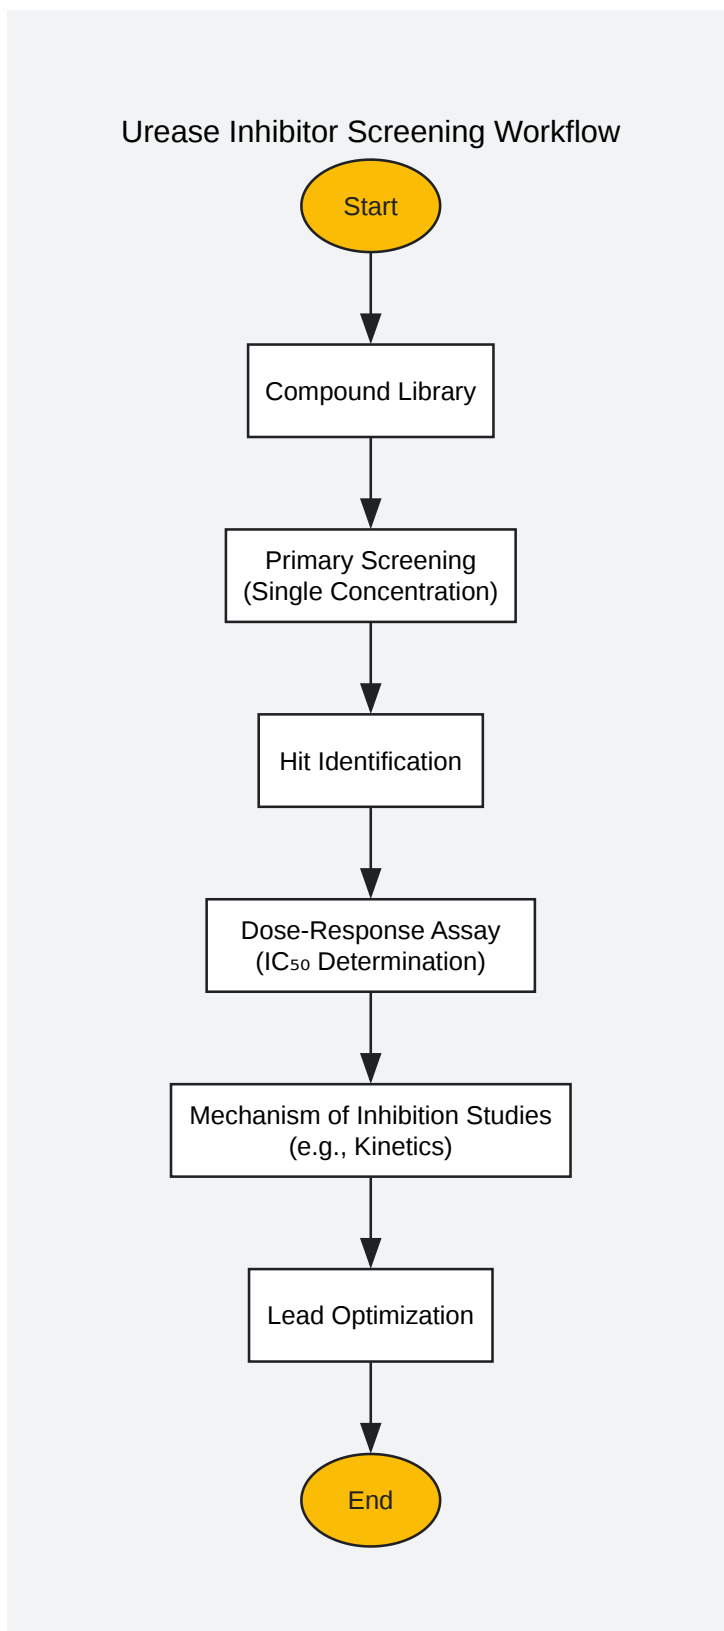 Urease Inhibitor Screening Workflow
Start
Compound Library
Primary Screening
(Single Concentration)
Hit Identification
Dose-Response Assay
(IC₅₀ Determination)
Mechanism of Inhibition Studies
(e.g., Kinetics)
Lead Optimization
End